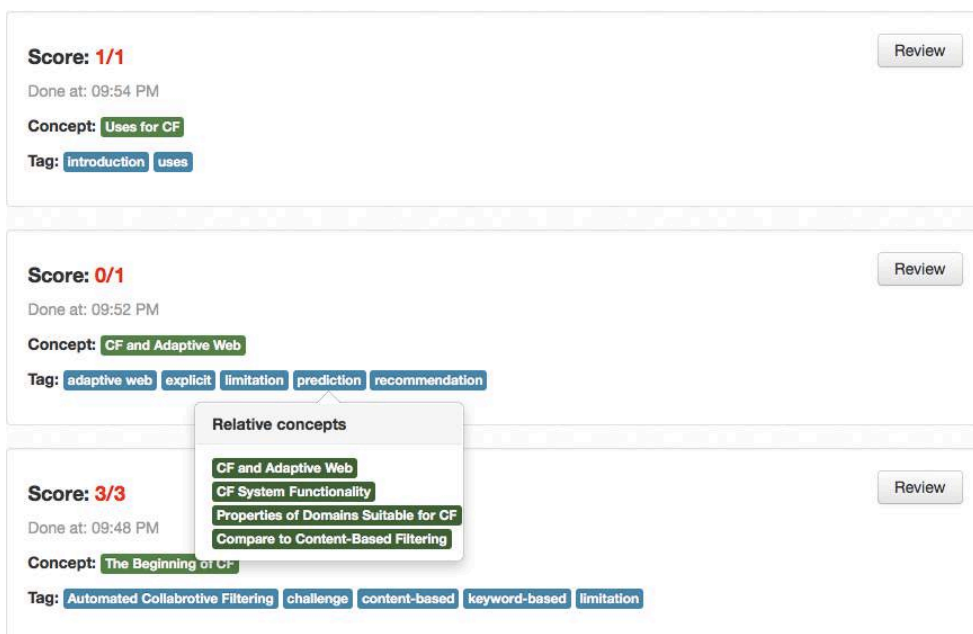 Score: 1/1
Review
Done at: 09:54 PM
Concept: Uses for CF
Tag: introduction uses
Score: 0/1
Review
Done at: 09:52 PM
Concept: CF and Adaptive Web
Tag: adaptive web explicit limitation prediction recommendation
Relative concepts
CF and Adaptive Web
CF System Functionality
Properties of Domains Suitable for CF
Compare to Content-Based Filtering
Score: 3/3
Review
Done at: 09:48 PM
Concept: The Beginning of CF
Tag: Automated Collabrotive Filtering challenge content-based keyword-based limitation